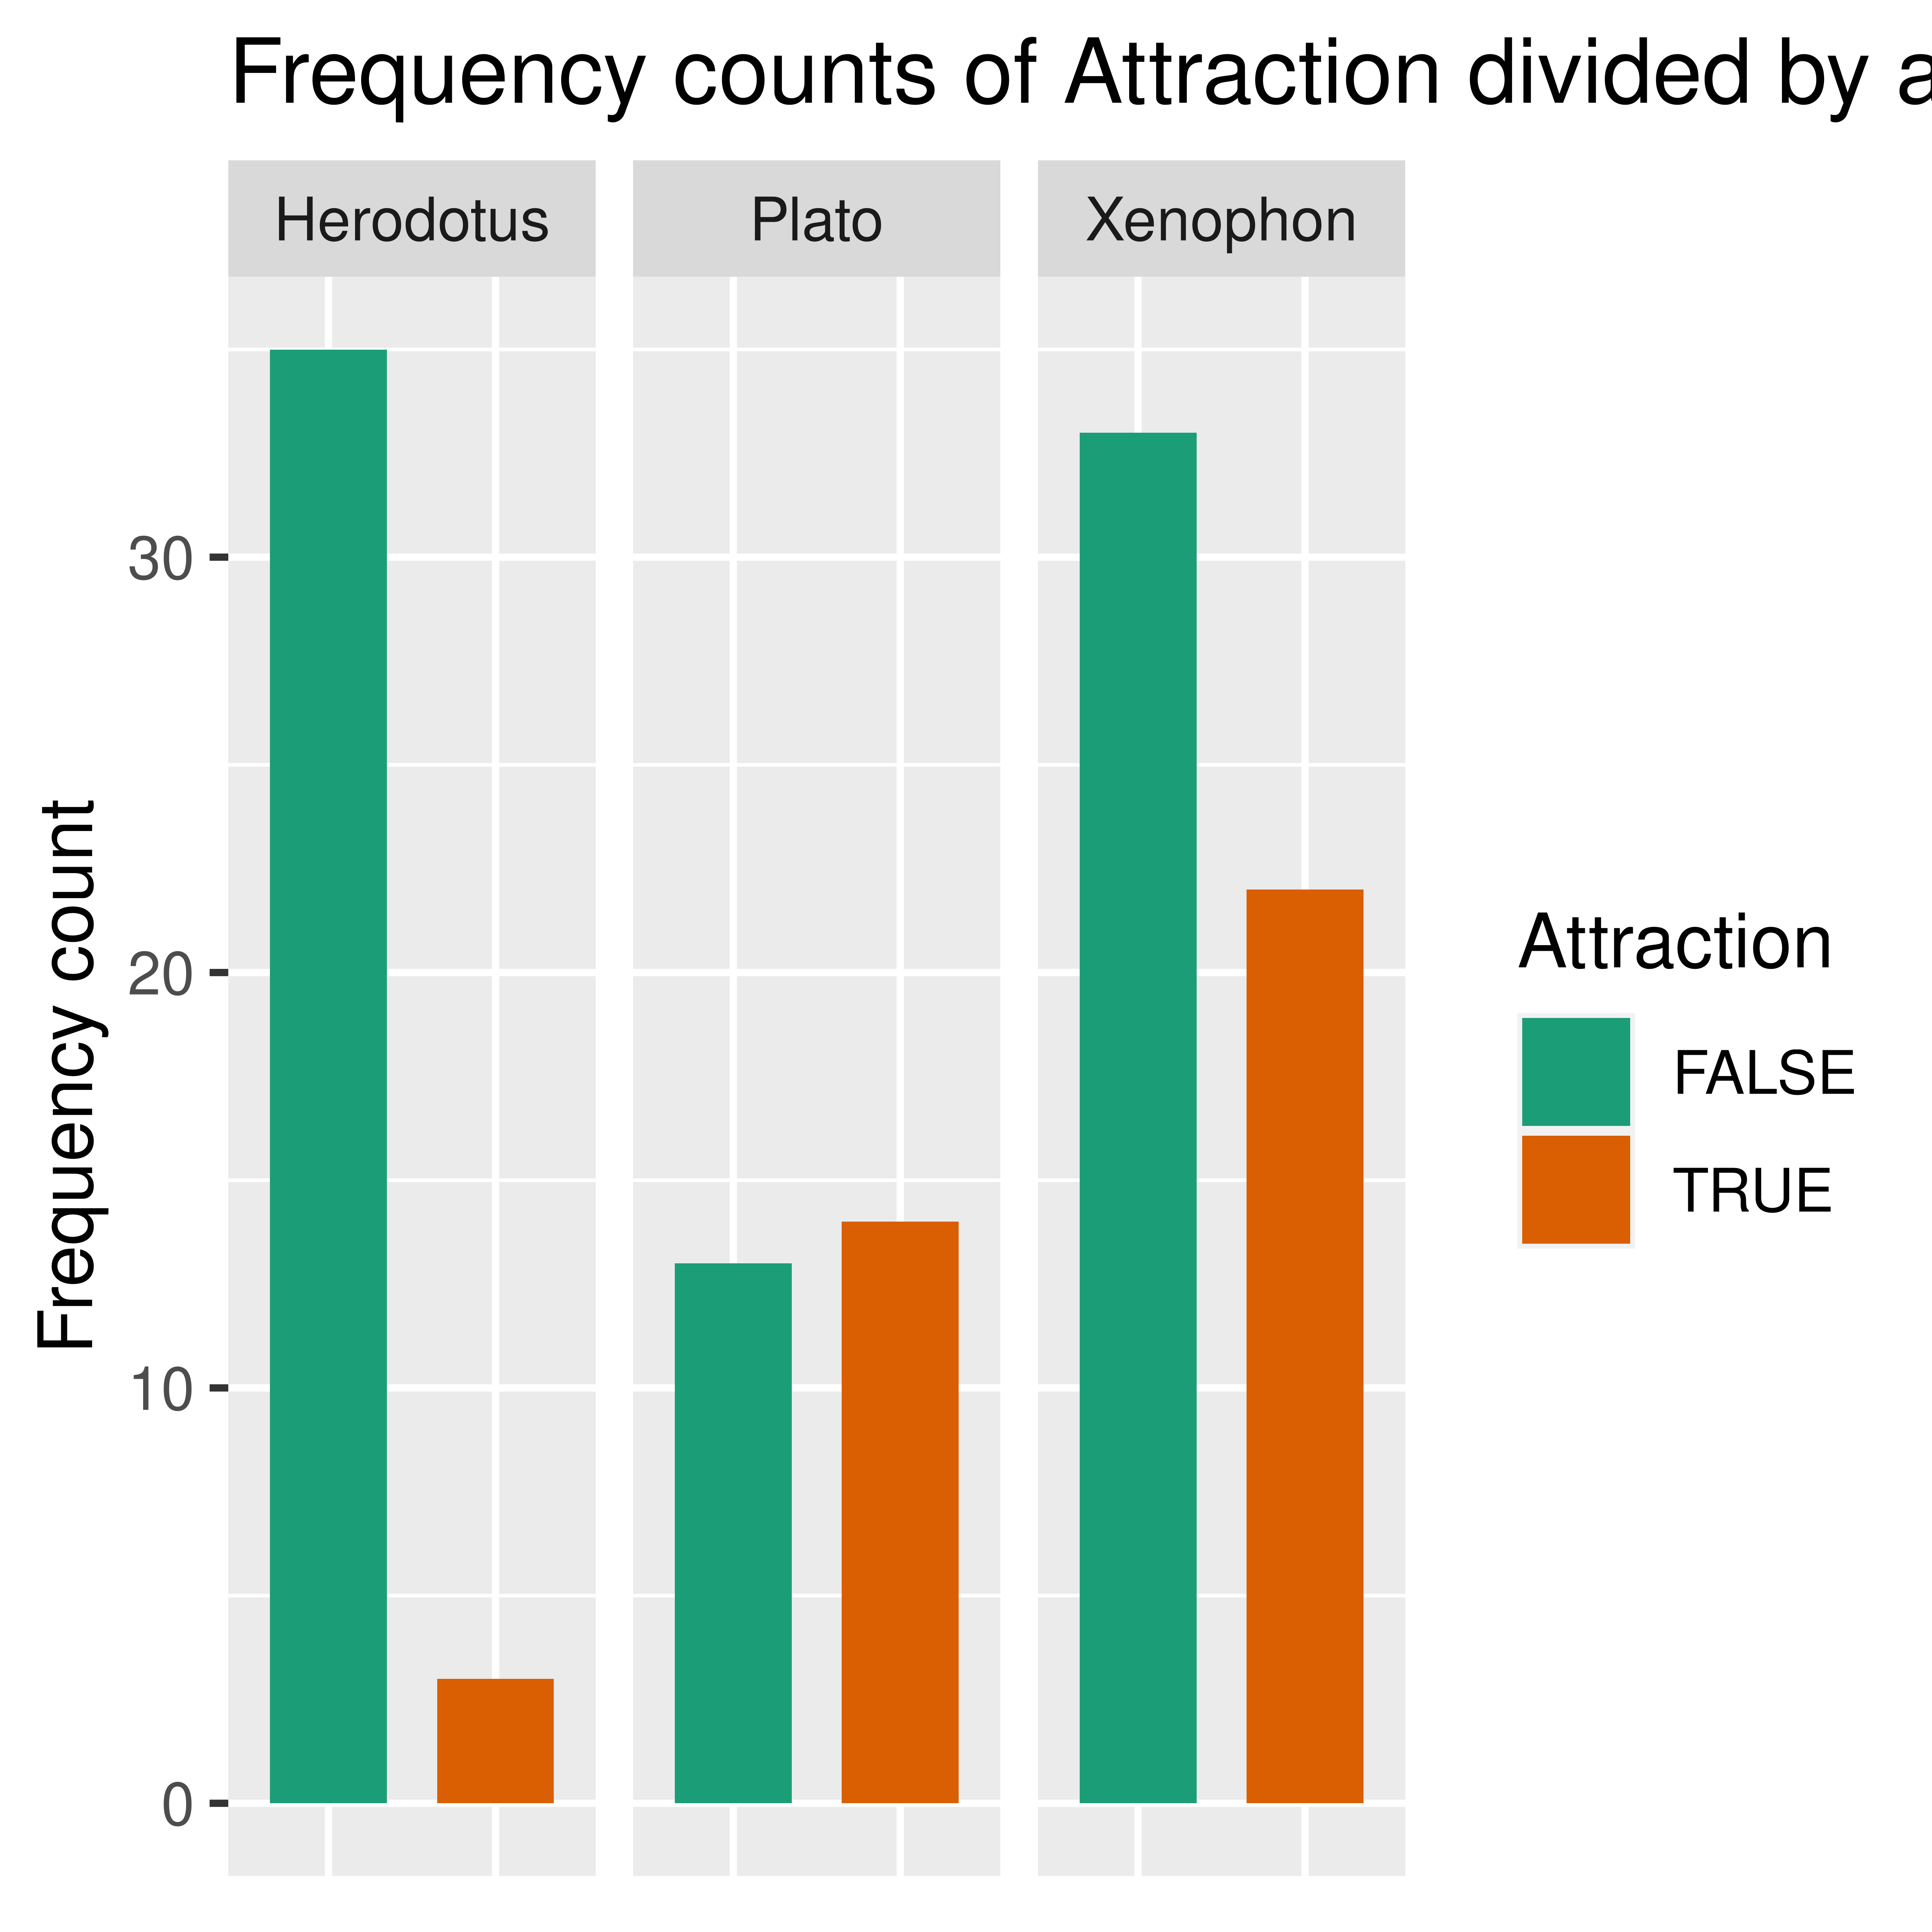 Frequency counts of Attraction divided by
Herodotus Plato Xenophon
30
20
10
0
Frequency count
Attraction
FALSE
TRUE